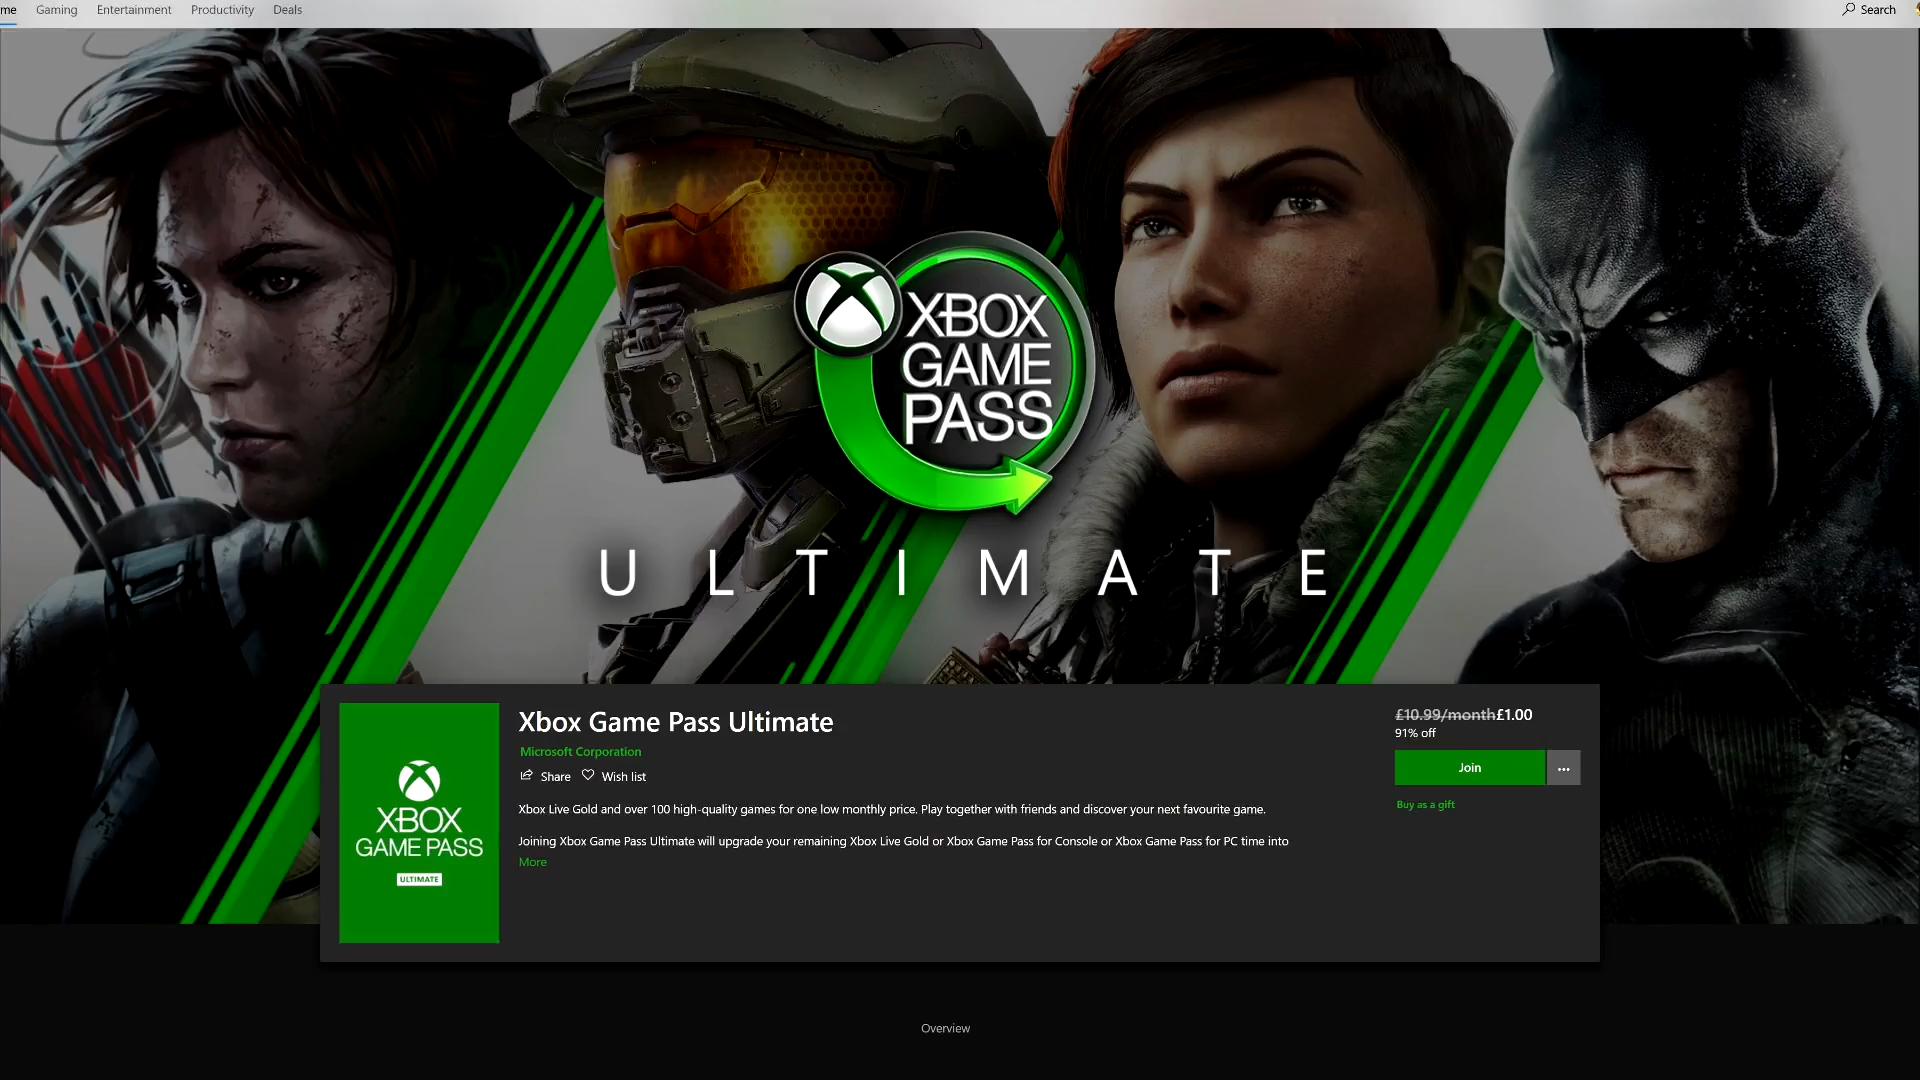 me Gaming Entertainment Productivity Deals Search
XBOX
GAME
PASS
ULTIMATE
Xbox Game Pass Ultimate
Microsoft Corporation
Share Wish list
Xbox Live Gold and over 100 high-quality games for one low monthly price. Play together with friends and discover your next favourite game.
Joining Xbox Game Pass Ultimate will upgrade your remaining Xbox Live Gold or Xbox Game Pass for Console or Xbox Game Pass for PC time into
More
XBOX
GAME PASS
ULTIMATE
£10.99/month£1.00
91% off
Join ...
Buy as a gift
Overview